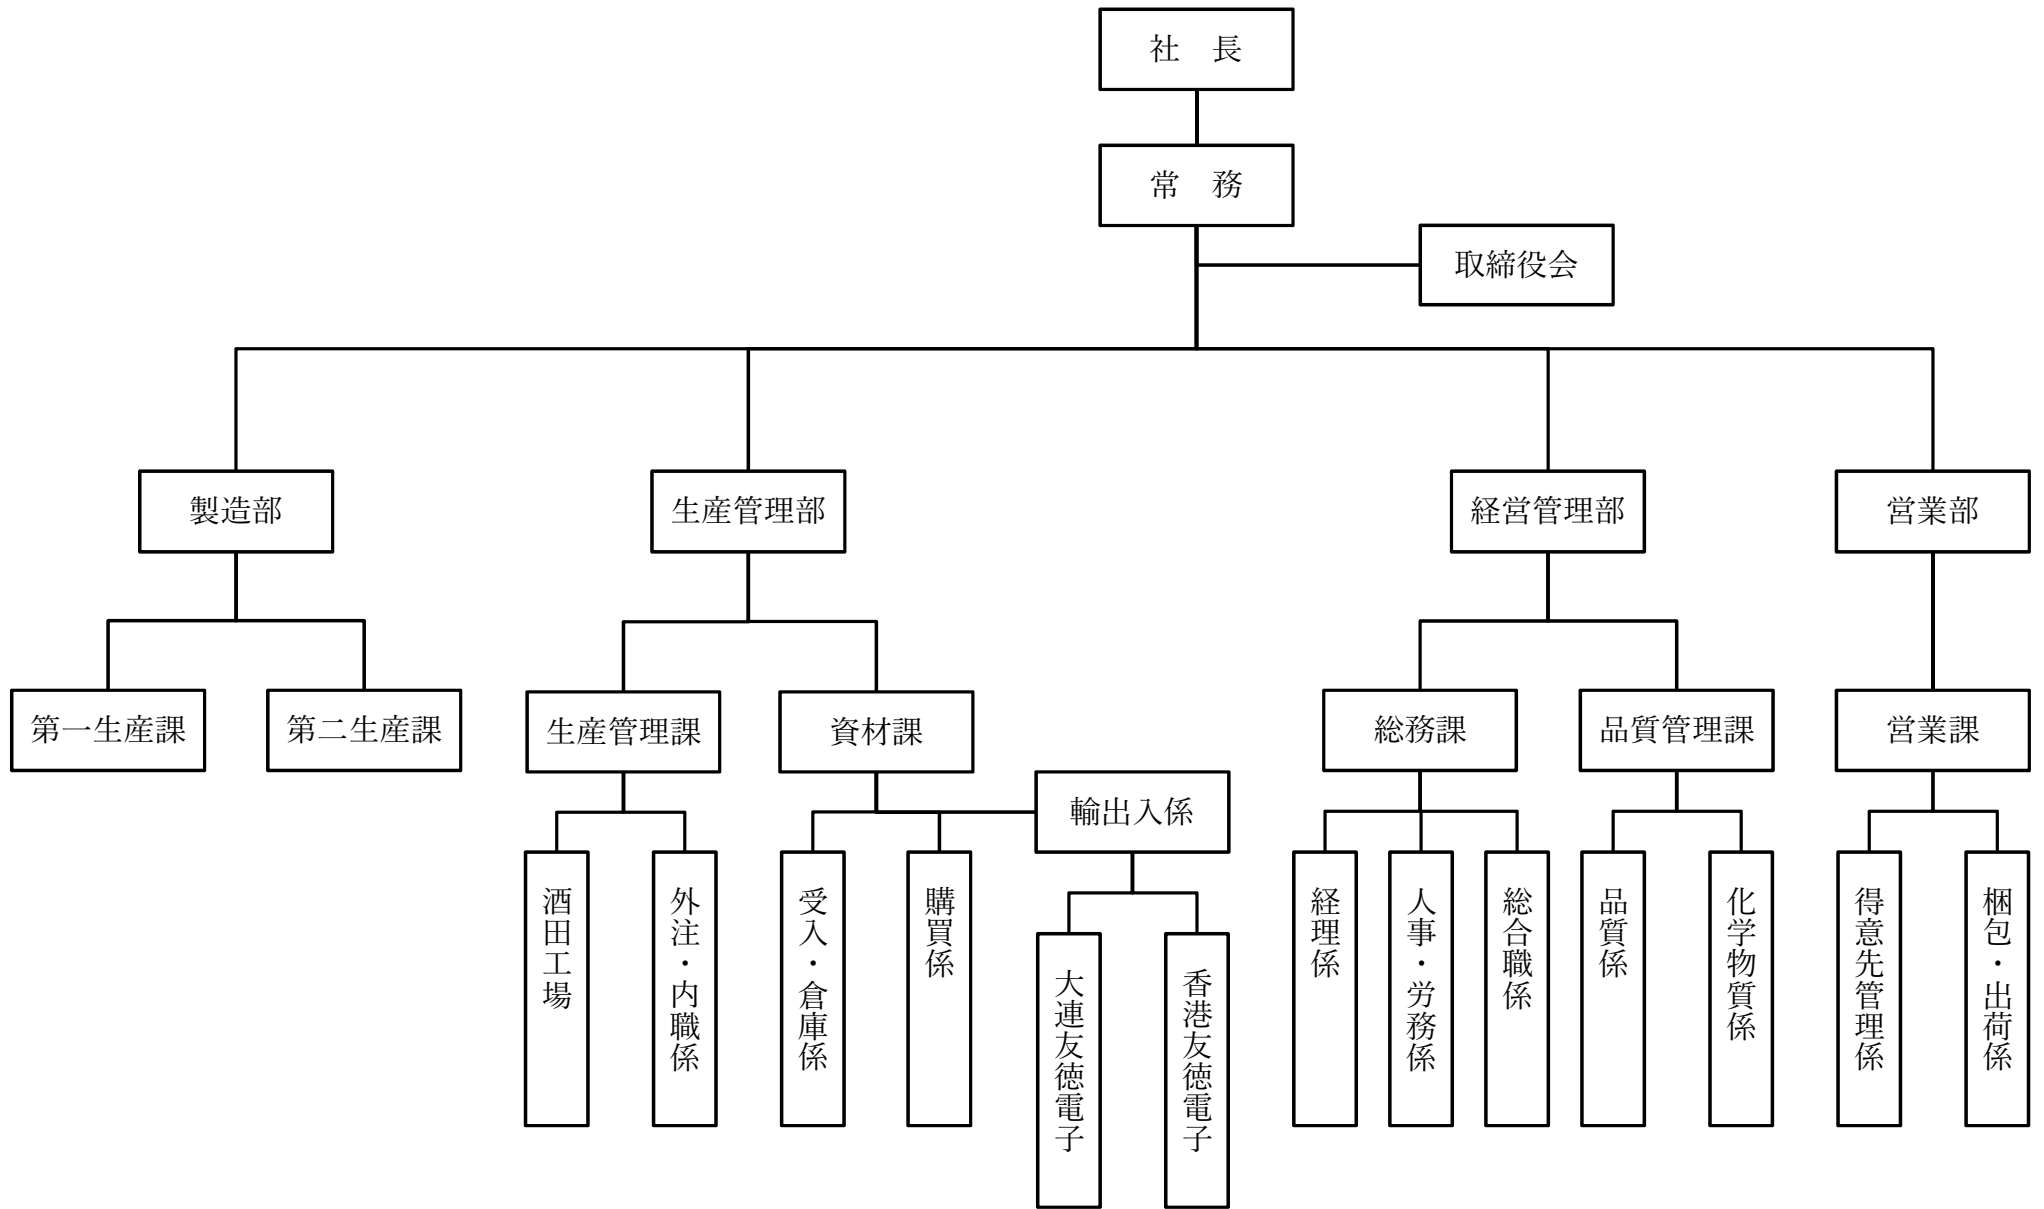 社　長
常　務
取締役会
製造部
生産管理部
経営管理部
営業部
第一生産課
第二生産課
生産管理課
資材課
輸出入係
総務課
品質管理課
営業課
酒田工場
外注・内職係
受入・倉庫係
購買係
大連友徳電子
香港友徳電子
経理係
人事・労務係
総合職係
品質係
化学物質係
得意先管理係
梱包・出荷係